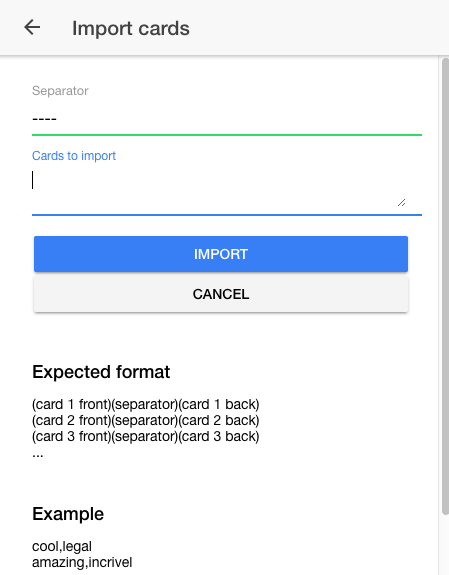 Import cards
Separator
----
Cards to import
IMPORT
CANCEL
Expected format
(card 1 front)(separator)(card 1 back)
(card 2 front)(separator)(card 2 back)
(card 3 front)(separator)(card 3 back)
...
Example
cool,legal
amazing,incrivel